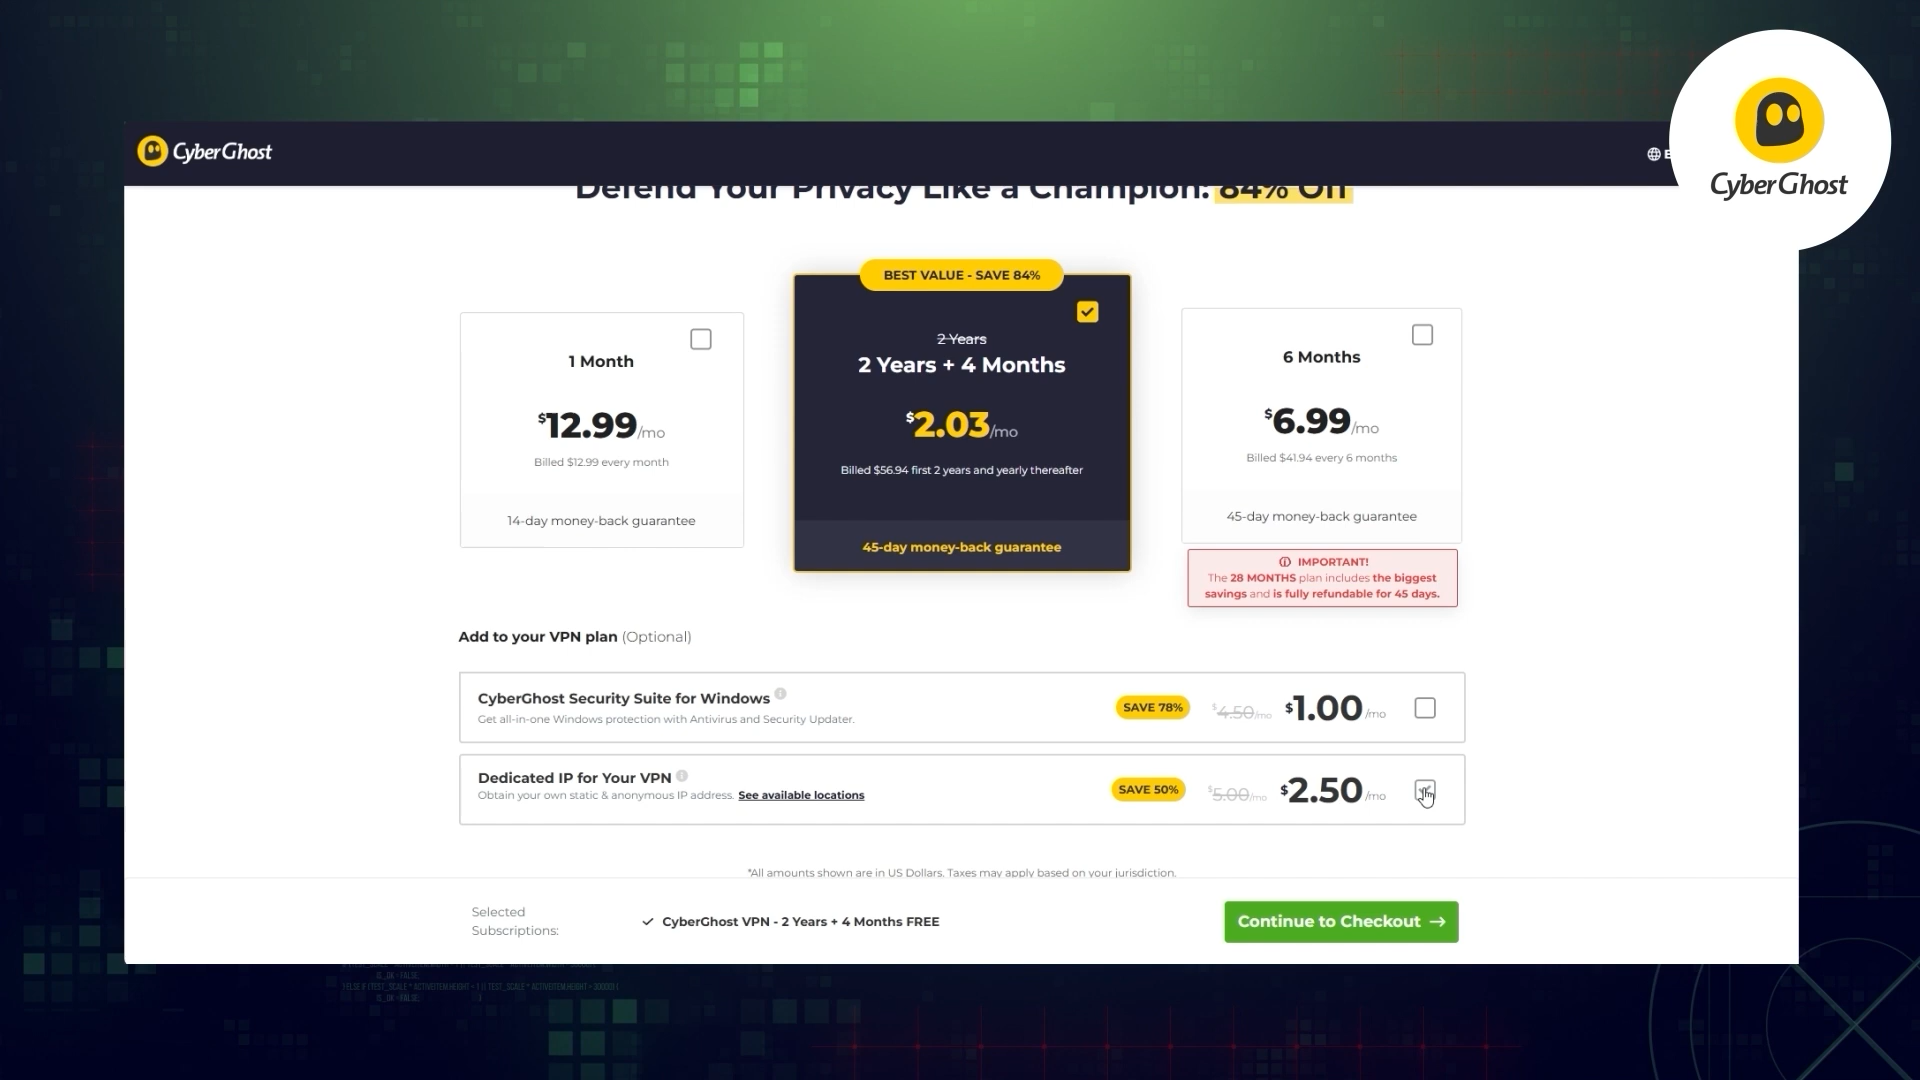 CyberGhost
CyberGhost
Defend Your Privacy Like a Champion: 84% Off
BEST VALUE - SAVE 84%
1 Month
$12.99/mo
Billed $12.99 every month
14-day money-back guarantee
2 Years
2 Years + 4 Months
$2.03/mo
Billed $56.94 first 2 years and yearly thereafter
45-day money-back guarantee
6 Months
$6.99/mo
Billed $41.94 every 6 months
45-day money-back guarantee
IMPORTANT!
The 28 MONTHS plan includes the biggest
savings and is fully refundable for 45 days.
Add to your VPN plan (Optional)
CyberGhost Security Suite for Windows
Get all-in-one Windows protection with Antivirus and Security Updater.
SAVE 78% $4.50/mo $1.00/mo
Dedicated IP for Your VPN
Obtain your own static & anonymous IP address. See available locations
SAVE 50% $5.00/mo $2.50/mo
*All amounts shown are in US Dollars. Taxes may apply based on your jurisdiction.
Selected
Subscriptions:
CyberGhost VPN - 2 Years + 4 Months FREE
Continue to Checkout →